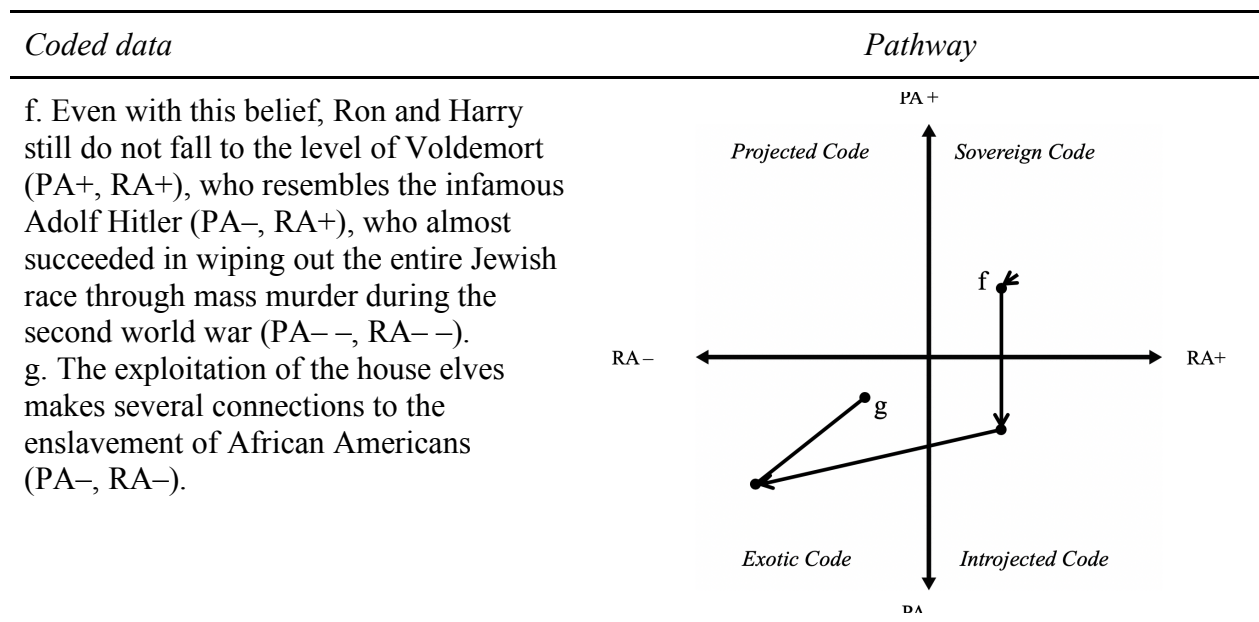 Coded data
Pathway
f. Even with this belief, Ron and Harry
still do not fall to the level of Voldemort
(PA+, RA+), who resembles the infamous
Adolf Hitler (PA–, RA+), who almost
succeeded in wiping out the entire Jewish
race through mass murder during the
second world war (PA– –, RA– –).
g. The exploitation of the house elves
makes several connections to the
enslavement of African Americans
(PA–, RA–).
PA +
Projected Code
Sovereign Code
f
RA –
RA+
g
Exotic Code
Introjected Code
PA